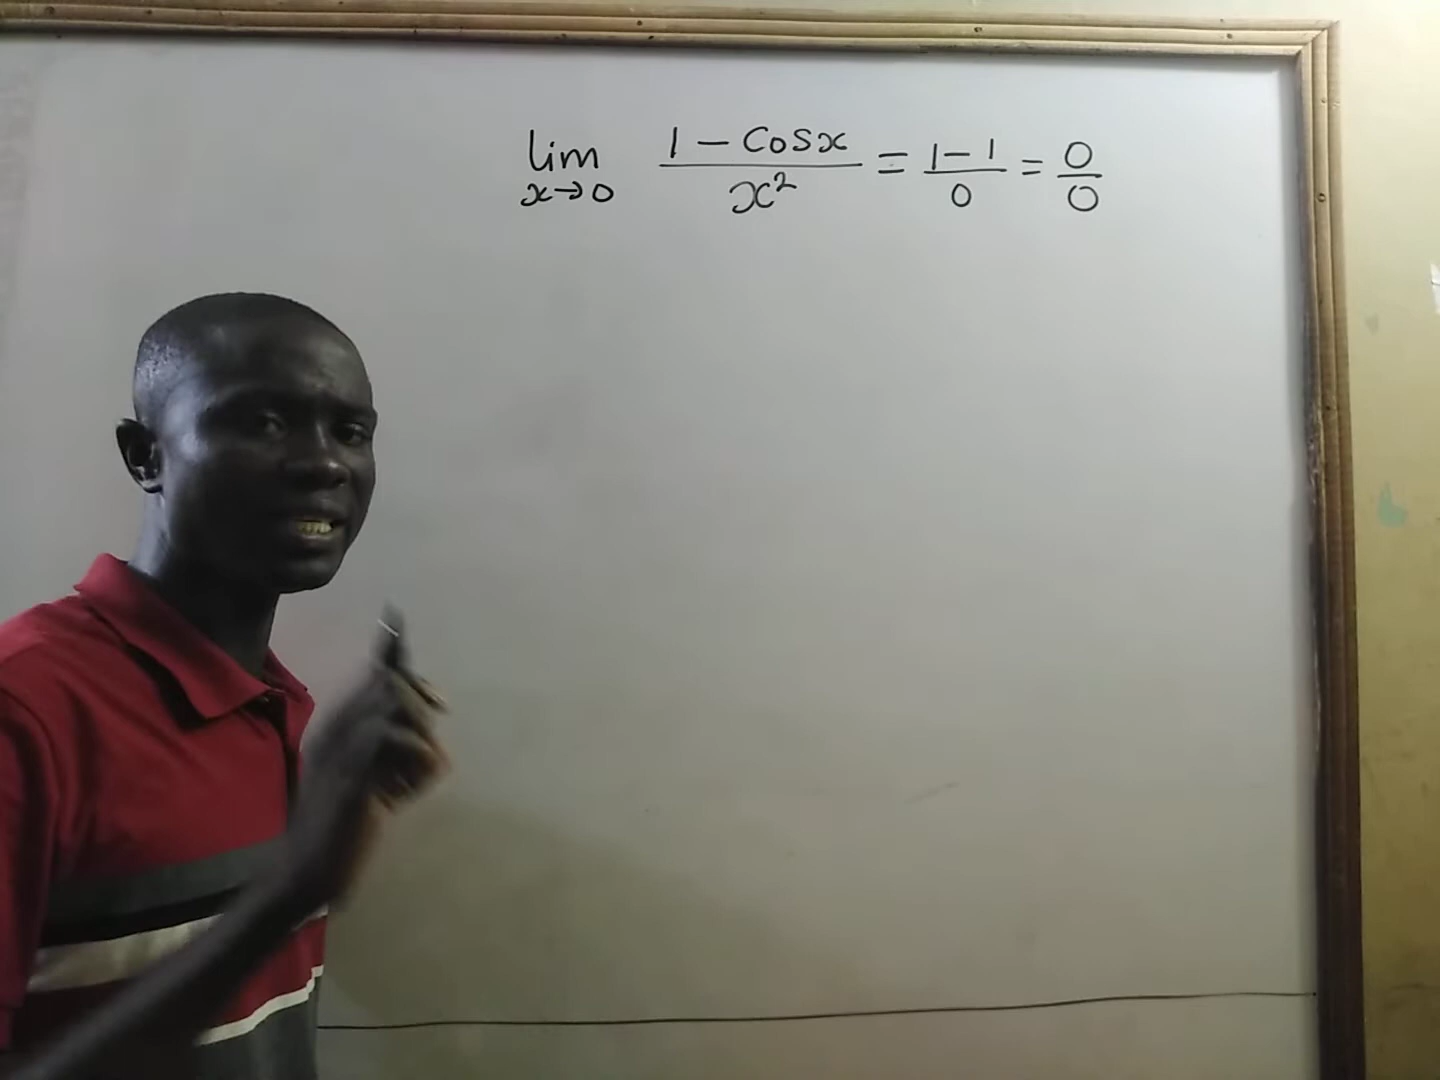 lim x→0 1 - Cosx / x² = 1-1 / 0 = 0 / 0